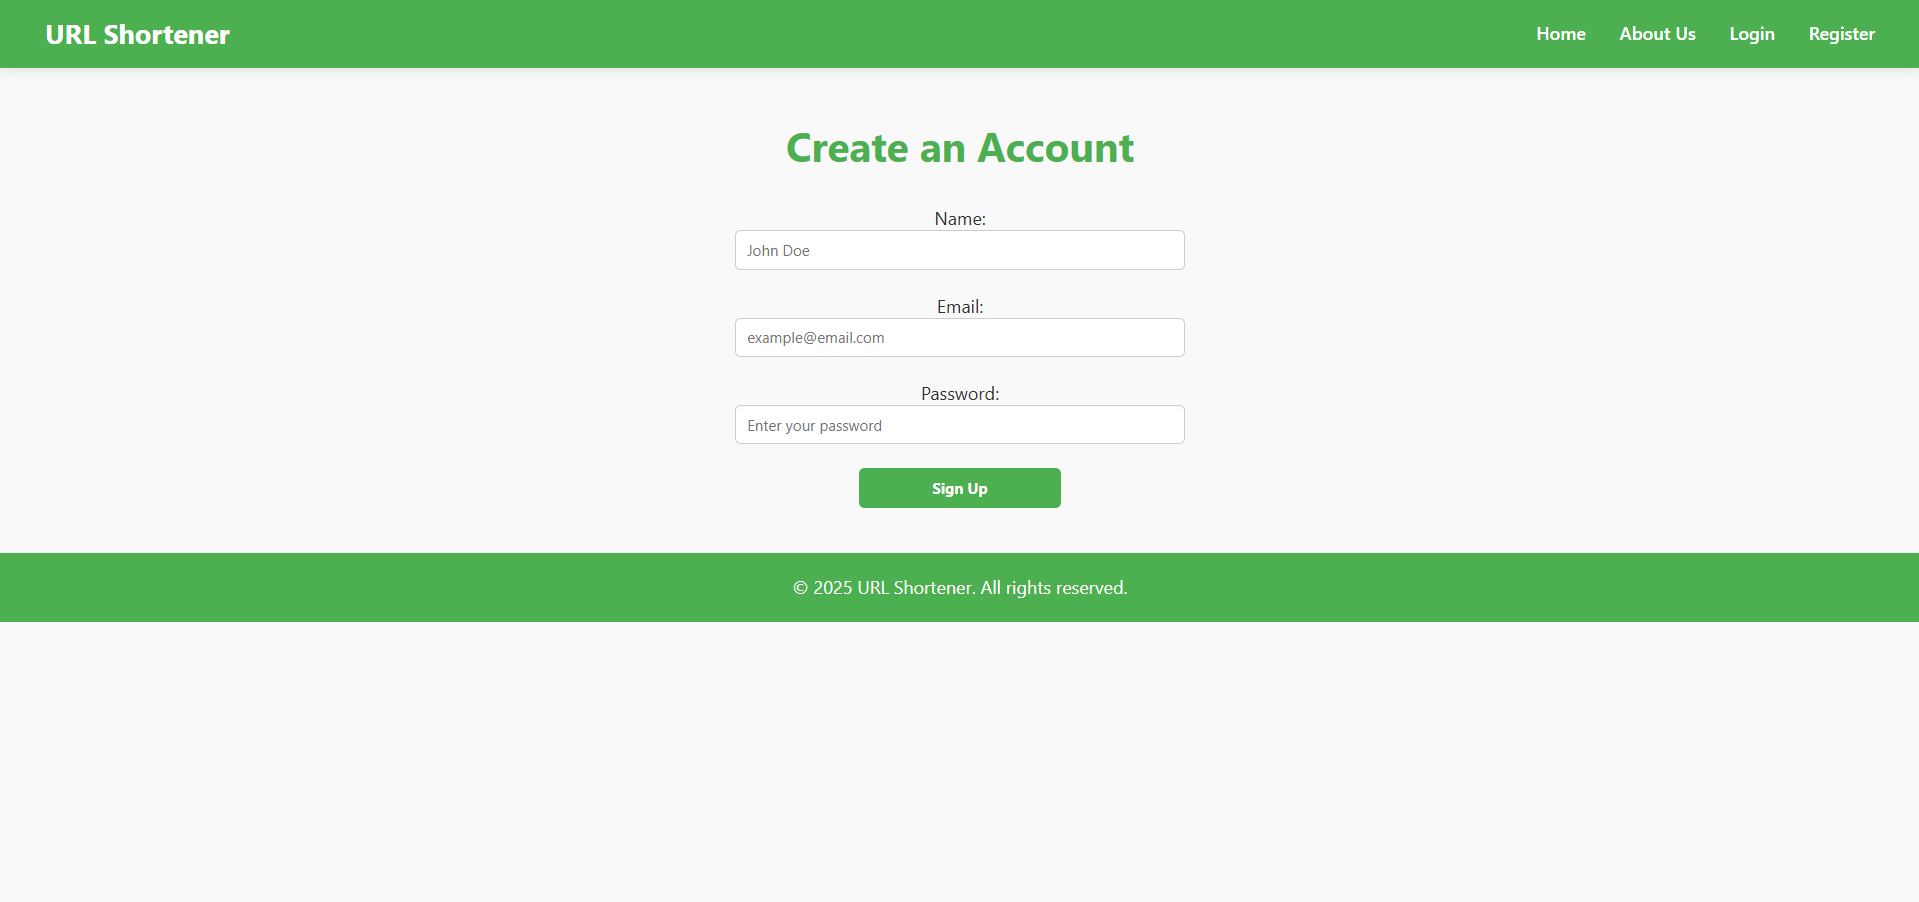 URL Shortener
Home About Us Login Register
Create an Account
Name:
John Doe
Email:
example@email.com
Password:
Enter your password
Sign Up
© 2025 URL Shortener. All rights reserved.